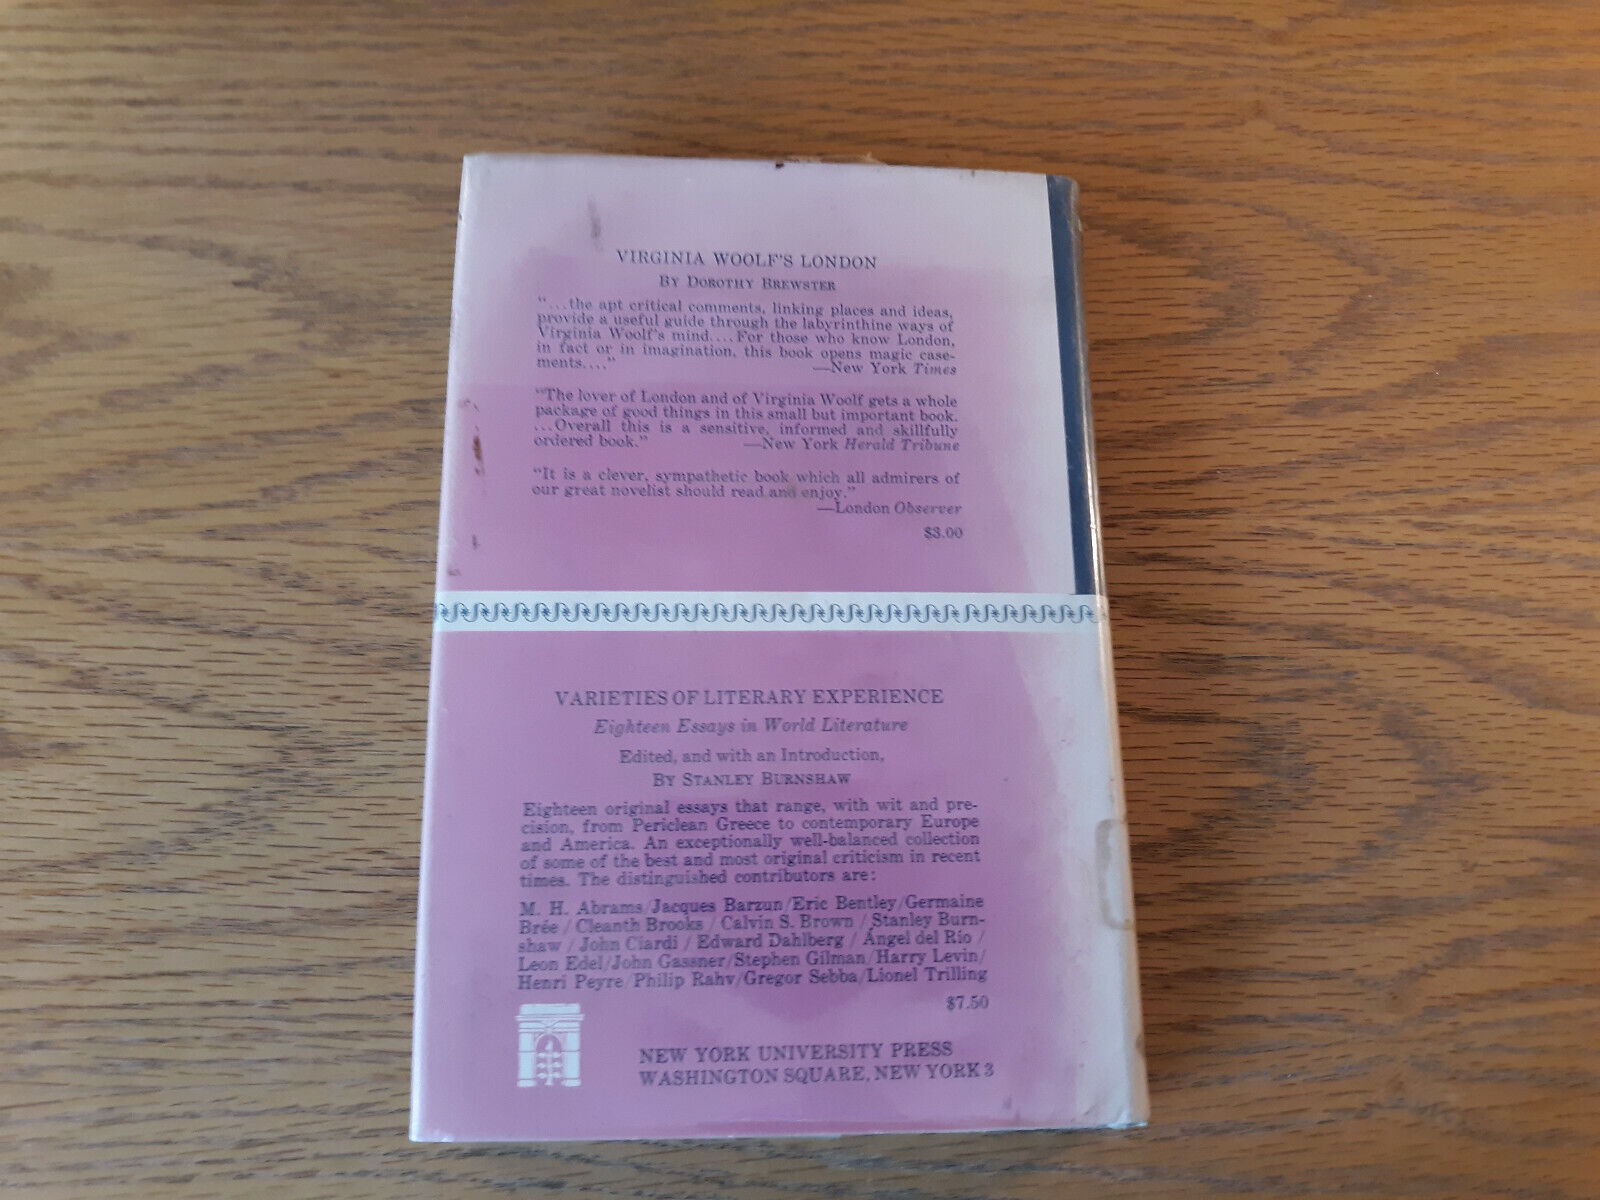 VIRGINIA WOOLF'S LONDON
BY DOROTHY BREWSTER
"...the apt critical comments, linking places and ideas,
provide a useful guide through the labyrinthine ways of
Virginia Woolf's mind....For those who know London,
in fact or in imagination, this book opens magic case-
ments...."
—New York Times
"The lover of London and of Virginia Woolf gets a whole
package of good things in this small but important book.
...Overall this is a sensitive, informed and skillfully
ordered book."
—New York Herald Tribune
"It is a clever, sympathetic book which all admirers of
our great novelist should read and enjoy."
—London Observer
$3.00
VARIETIES OF LITERARY EXPERIENCE
Eighteen Essays in World Literature
Edited, and with an Introduction,
BY STANLEY BURNSHAW
Eighteen original essays that range, with wit and pre-
cision, from Periclean Greece to contemporary Europe
and America. An exceptionally well-balanced collection
of some of the best and most original criticism in recent
times. The distinguished contributors are:
M. H. Abrams/Jacques Barzun/Eric Bentley/Germaine
Brée / Cleanth Brooks / Calvin S. Brown / Stanley Burn-
shaw / John Ciardi / Edward Dahlberg / Ángel del Río /
Leon Edel/John Gassner/Stephen Gilman/Harry Levin/
Henri Peyre/Philip Rahv/Gregor Sebba/Lionel Trilling
$7.50
NEW YORK UNIVERSITY PRESS
WASHINGTON SQUARE, NEW YORK 3